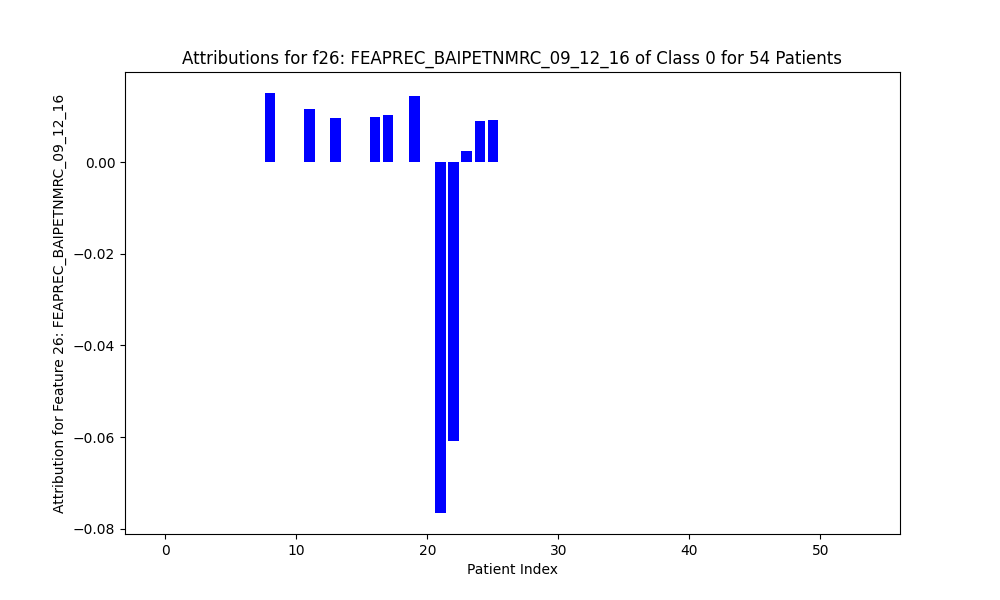 Attributions for f26: FEAPREC_BAIPETNMRC_09_12_16 of Class 0 for 54 Patients
Attribution for Feature 26: FEAPREC_BAIPETNMRC_09_12_16
0.00
−0.02
−0.04
−0.06
−0.08
0 10 20 30 40 50
Patient Index